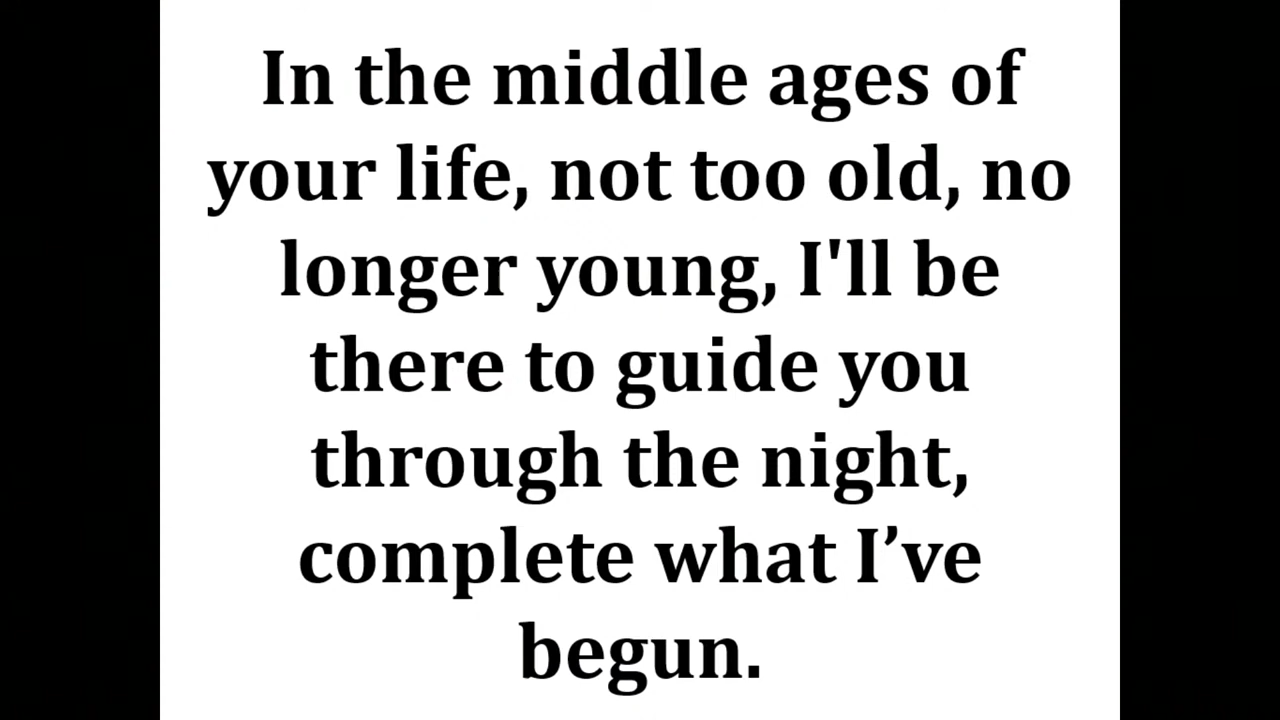 In the middle ages of
your life, not too old, no
longer young, I'll be
there to guide you
through the night,
complete what I’ve
begun.